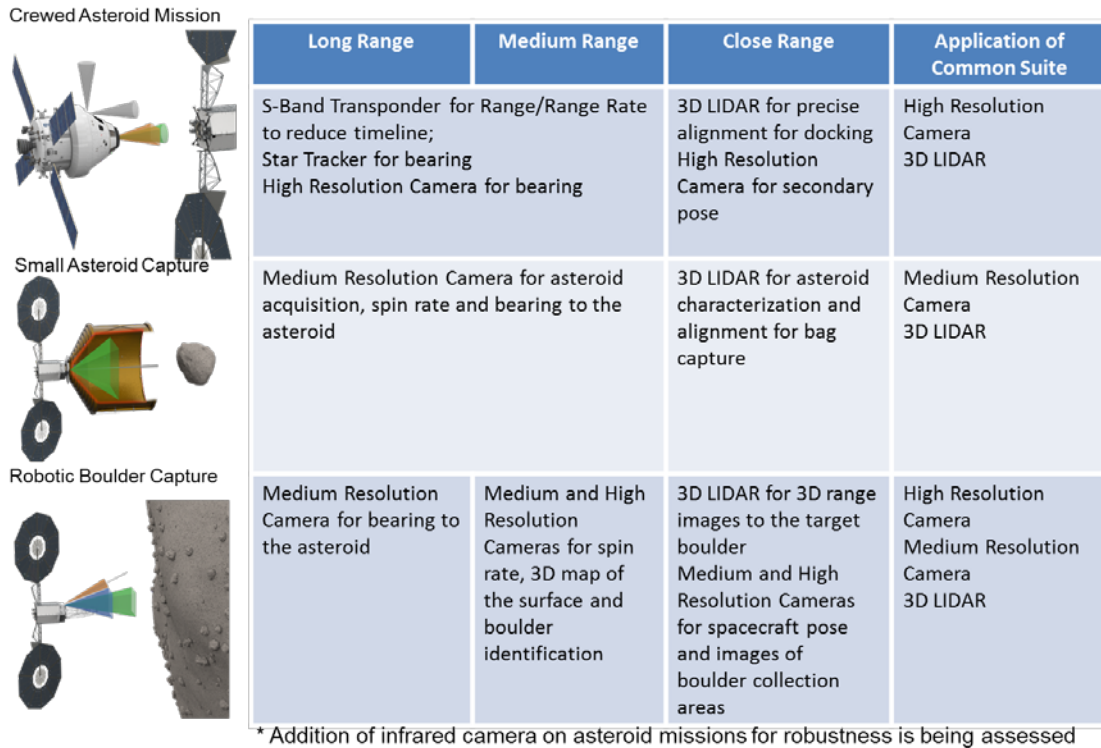 Crewed Asteroid Mission
Long Range
Medium Range
Close Range
Application of
Common Suite
S-Band Transponder for Range/Range Rate
to reduce timeline;
Star Tracker for bearing
High Resolution Camera for bearing
3D LIDAR for precise
alignment for docking
High Resolution
Camera for secondary
pose
High Resolution
Camera
3D LIDAR
Small Asteroid Capture
Medium Resolution Camera for asteroid
acquisition, spin rate and bearing to the
asteroid
3D LIDAR for asteroid
characterization and
alignment for bag
capture
Medium Resolution
Camera
3D LIDAR
Robotic Boulder Capture
Medium Resolution
Camera for bearing to
the asteroid
Medium and High
Resolution
Cameras for spin
rate, 3D map of
the surface and
boulder
identification
3D LIDAR for 3D range
images to the target
boulder
Medium and High
Resolution Cameras
for spacecraft pose
and images of
boulder collection
areas
High Resolution
Camera
Medium Resolution
Camera
3D LIDAR
* Addition of infrared camera on asteroid missions for robustness is being assessed